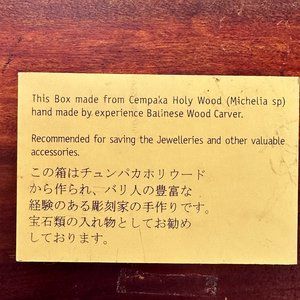 This Box made from Cempaka Holy Wood (Michelia sp)
hand made by experience Balinese Wood Carver.
Recommended for saving the Jewelleries and other valuable
accessories.
この箱はチュンパカホリウード
から作られ、バリ人の豊富な
経験のある彫刻家の手作りです。
宝石類の入れ物としてお勧め
しております。